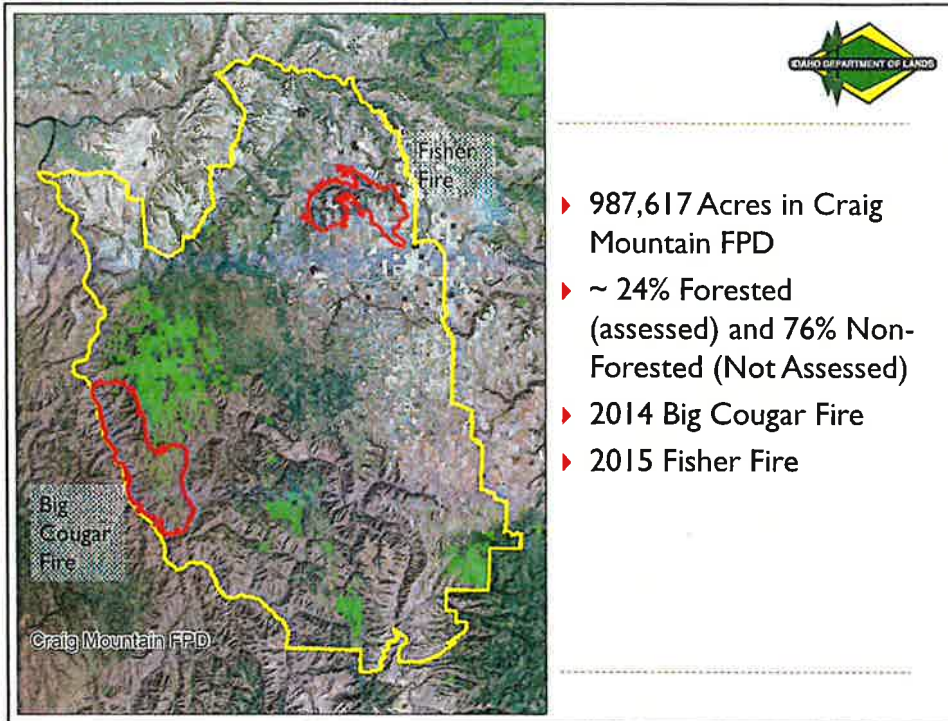 IDAHO DEPARTMENT OF LANDS
Fisher
Fire
Big
Cougar
Fire
Craig Mountain FPD
987,617 Acres in Craig
Mountain FPD
~ 24% Forested
(assessed) and 76% Non-
Forested (Not Assessed)
2014 Big Cougar Fire
2015 Fisher Fire